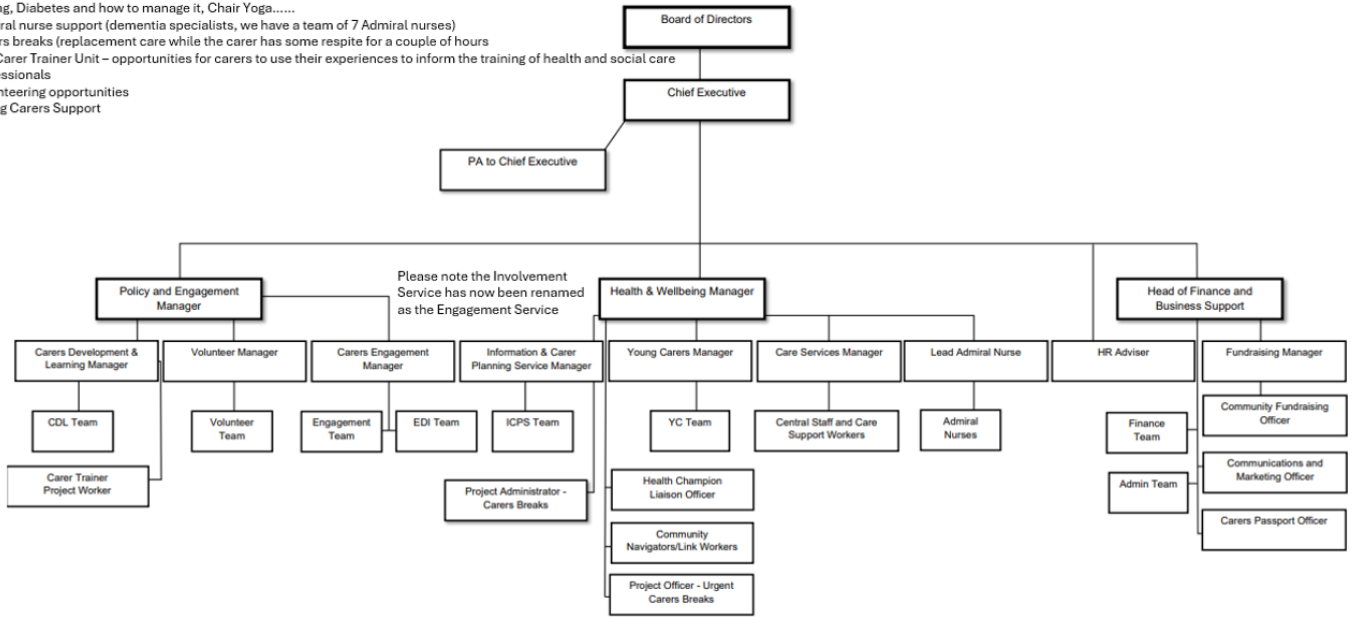 ng, Diabetes and how to manage it, Chair Yoga......
ral nurse support (dementia specialists, we have a team of 7 Admiral nurses)
rs breaks (replacement care while the carer has some respite for a couple of hours
Carer Trainer Unit – opportunities for carers to use their experiences to inform the training of health and social care
essionals
nteering opportunities
g Carers Support
Board of Directors
Chief Executive
PA to Chief Executive
Please note the Involvement
Service has now been renamed
as the Engagement Service
Policy and Engagement
Manager
Health & Wellbeing Manager
Head of Finance and
Business Support
Carers Development &
Learning Manager
Volunteer Manager
Carers Engagement
Manager
Information & Carer
Planning Service Manager
Young Carers Manager
Care Services Manager
Lead Admiral Nurse
HR Adviser
Fundraising Manager
CDL Team
Volunteer
Team
Engagement
Team
EDI Team
ICPS Team
YC Team
Central Staff and Care
Support Workers
Admiral
Nurses
Finance
Team
Community Fundraising
Officer
Carer Trainer
Project Worker
Project Administrator -
Carers Breaks
Health Champion
Liaison Officer
Admin Team
Communications and
Marketing Officer
Community
Navigators/Link Workers
Carers Passport Officer
Project Officer - Urgent
Carers Breaks